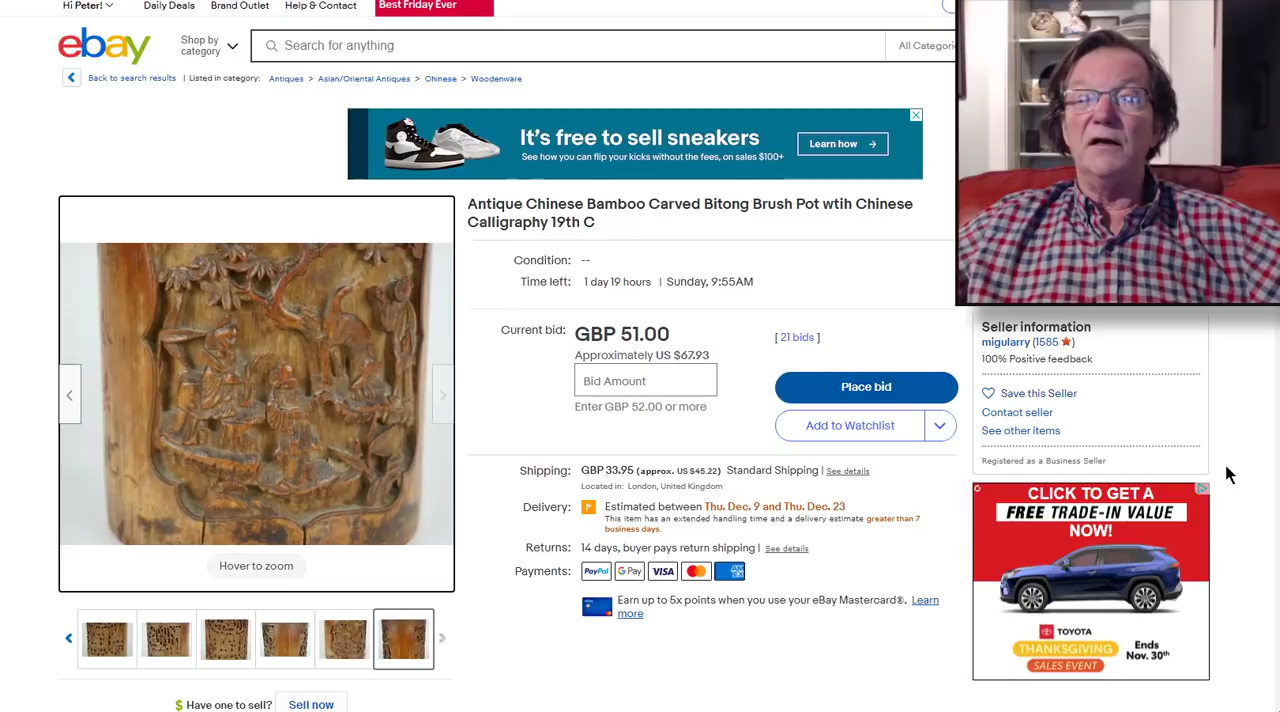 Hi Peter!
Daily Deals
Brand Outlet
Help & Contact
Best Friday Ever
ebay
Shop by category
Search for anything
All Categori
Back to search results | Listed in category: Antiques > Asian/Oriental Antiques > Chinese > Woodenware
It's free to sell sneakers
See how you can flip your kicks without the fees, on sales $100+
Learn how →
Antique Chinese Bamboo Carved Bitong Brush Pot wtih Chinese
Calligraphy 19th C
Condition: --
Time left: 1 day 19 hours | Sunday, 9:55AM
Current bid: GBP 51.00 [ 21 bids ]
Approximately US $67.93
Bid Amount
Place bid
Enter GBP 52.00 or more
Add to Watchlist
Shipping: GBP 33.95 (approx. US $45.22) Standard Shipping | See details
Located in: London, United Kingdom
Delivery: Estimated between Thu. Dec. 9 and Thu. Dec. 23
This item has an extended handling time and a delivery estimate greater than 7
business days.
Returns: 14 days, buyer pays return shipping | See details
Payments: PayPal G Pay VISA
Earn up to 5x points when you use your eBay Mastercard®. Learn
more
Hover to zoom
Have one to sell? Sell now
Seller information
migularry (1585)
100% Positive feedback
Save this Seller
Contact seller
See other items
Registered as a Business Seller
CLICK TO GET A
FREE TRADE-IN VALUE
NOW!
TOYOTA
THANKSGIVING
SALES EVENT
Ends
Nov. 30th